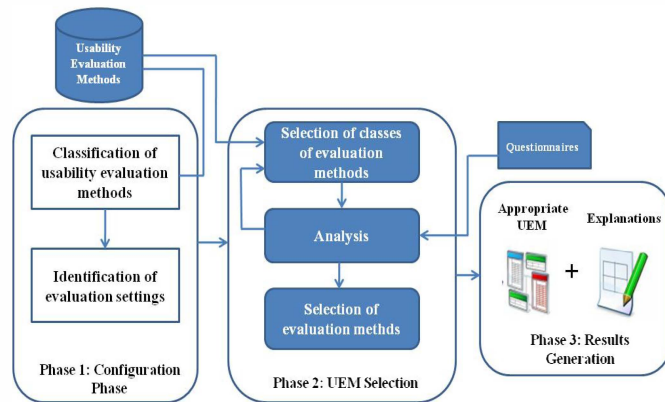 Usability
Evaluation
Methods
Classification of
usability evaluation
methods
Identification of
evaluation settings
Phase 1: Configuration
Phase
Selection of classes
of evaluation
methods
Analysis
Selection of
evaluation methds
Phase 2: UEM Selection
Questionnaires
Appropriate
UEM
+
Explanations
Phase 3: Results
Generation